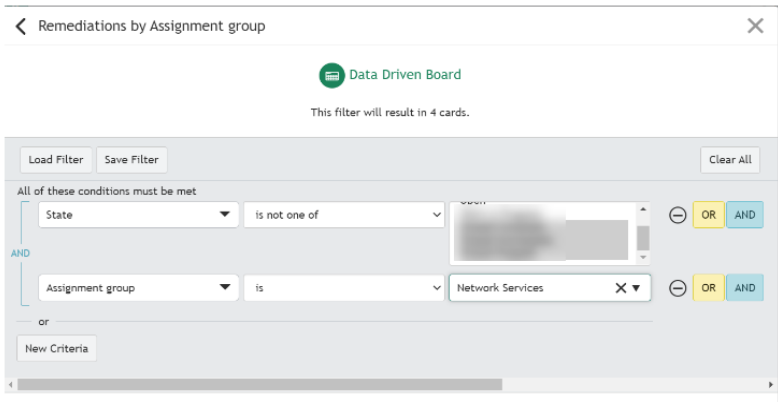 Remediations by Assignment group
Data Driven Board
This filter will result in 4 cards.
Load Filter Save Filter Clear All
All of these conditions must be met
State is not one of OR AND
AND
Assignment group is Network Services OR AND
or
New Criteria